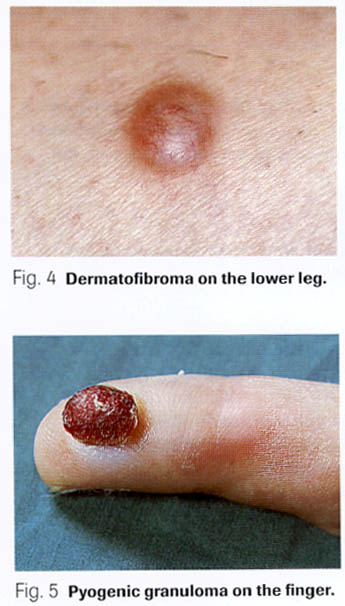 Fig. 4 Dermatofibroma on the lower leg.
Fig. 5 Pyogenic granuloma on the finger.